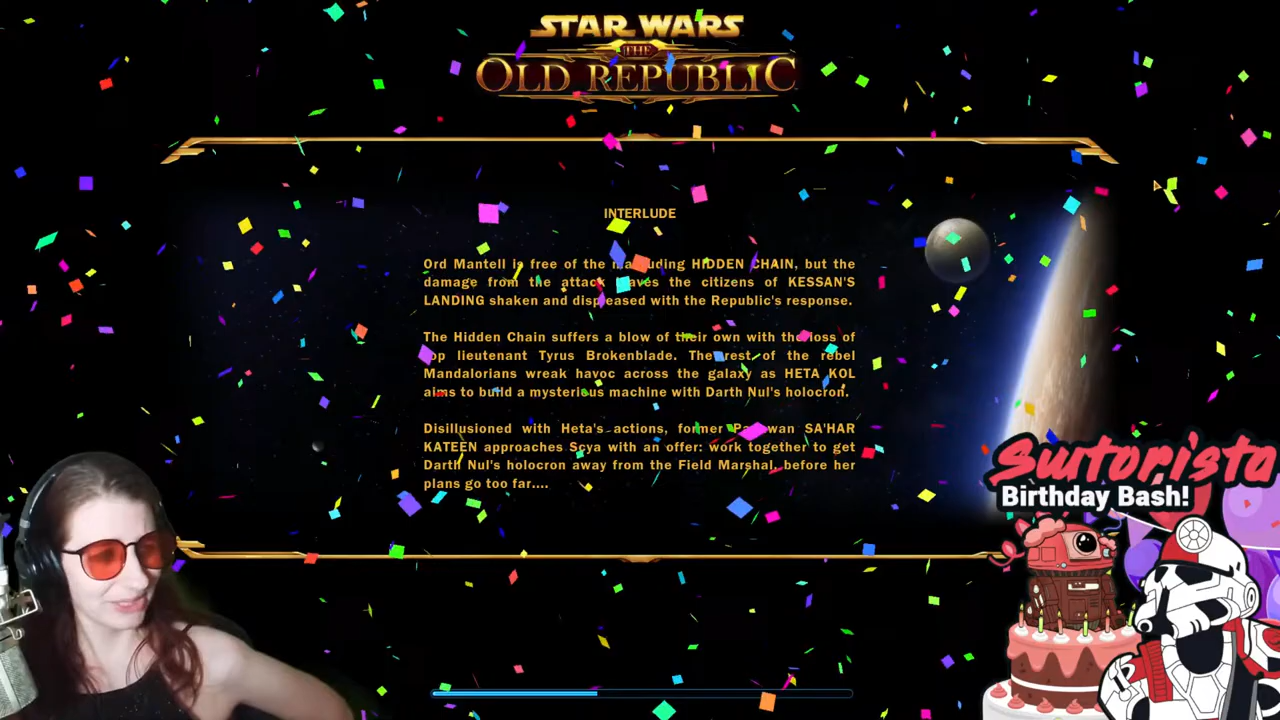 STAR WARS
THE
OLD REPUBLIC
INTERLUDE
Ord Mantell is free of the marauding HIDDEN CHAIN, but the
damage from the attack leaves the citizens of KESSAN'S
LANDING shaken and displeased with the Republic's response.
The Hidden Chain suffers a blow of their own with the loss of
top lieutenant Tyrus Brokenblade. The rest of the rebel
Mandalorians wreak havoc across the galaxy as HETA KOL
aims to build a mysterious machine with Darth Nul's holocron.
Disillusioned with Heta's actions, former Padawan SA'HAR
KATEEN approaches Scya with an offer: work together to get
Darth Nul's holocron away from the Field Marshal, before her
plans go too far....
Swtorista
Birthday Bash!